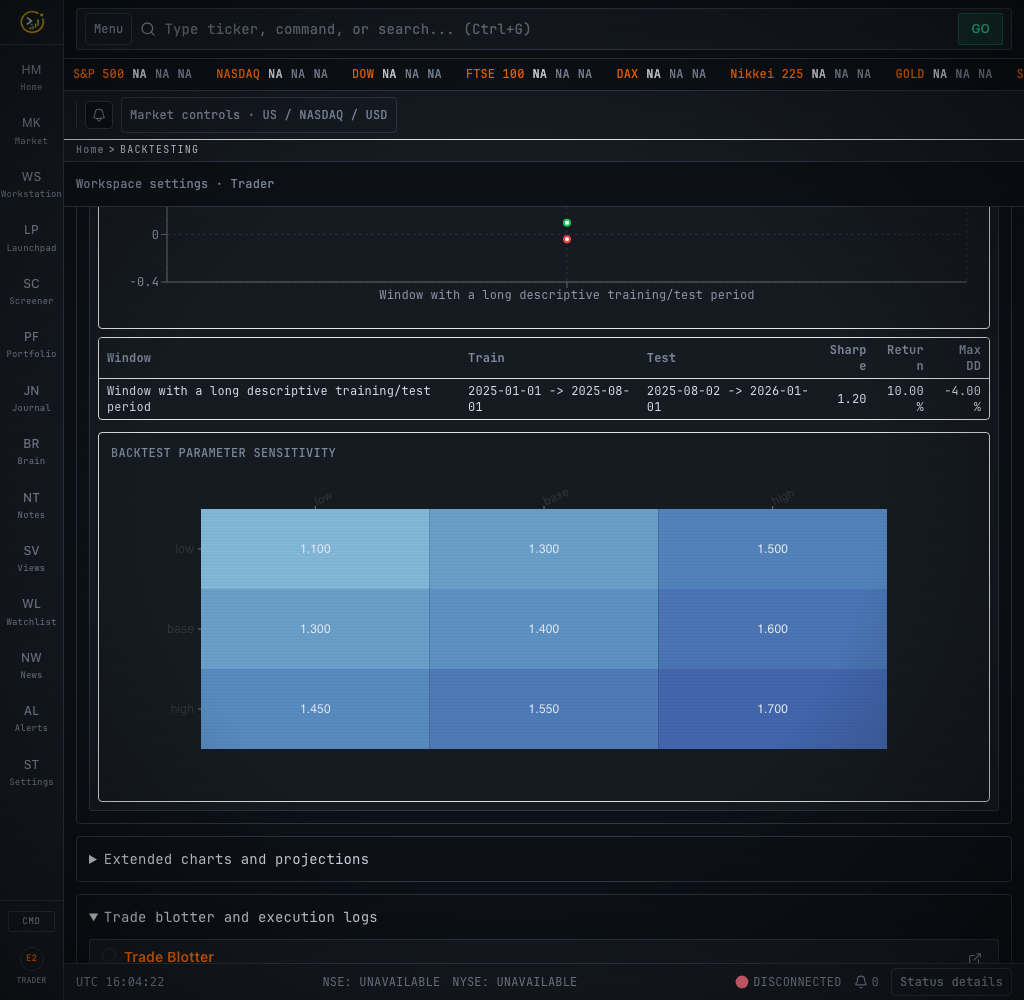 Menu
Type ticker, command, or search... (Ctrl+G)
GO
S&P 500 NA NA NA NASDAQ NA NA NA DOW NA NA NA FTSE 100 NA NA NA DAX NA NA NA Nikkei 225 NA NA NA GOLD NA NA NA S
Market controls · US / NASDAQ / USD
Home > BACKTESTING
Workspace settings · Trader
HM
Home
MK
Market
WS
Workstation
LP
Launchpad
SC
Screener
PF
Portfolio
JN
Journal
BR
Brain
NT
Notes
SV
Views
WL
Watchlist
NW
News
AL
Alerts
ST
Settings
CMD
E2
TRADER
0
-0.4
Window with a long descriptive training/test period
Window Train Test Sharp Retur Max
e n DD
Window with a long descriptive training/test 2025-01-01 -> 2025-08- 2025-08-02 -> 2026-01- 1.20 10.00 -4.00
period 01 01 % %
BACKTEST PARAMETER SENSITIVITY
low base high
low 1.100 1.300 1.500
base 1.300 1.400 1.600
high 1.450 1.550 1.700
Extended charts and projections
Trade blotter and execution logs
Trade Blotter
UTC 16:04:22
NSE: UNAVAILABLE NYSE: UNAVAILABLE
DISCONNECTED
0
Status details